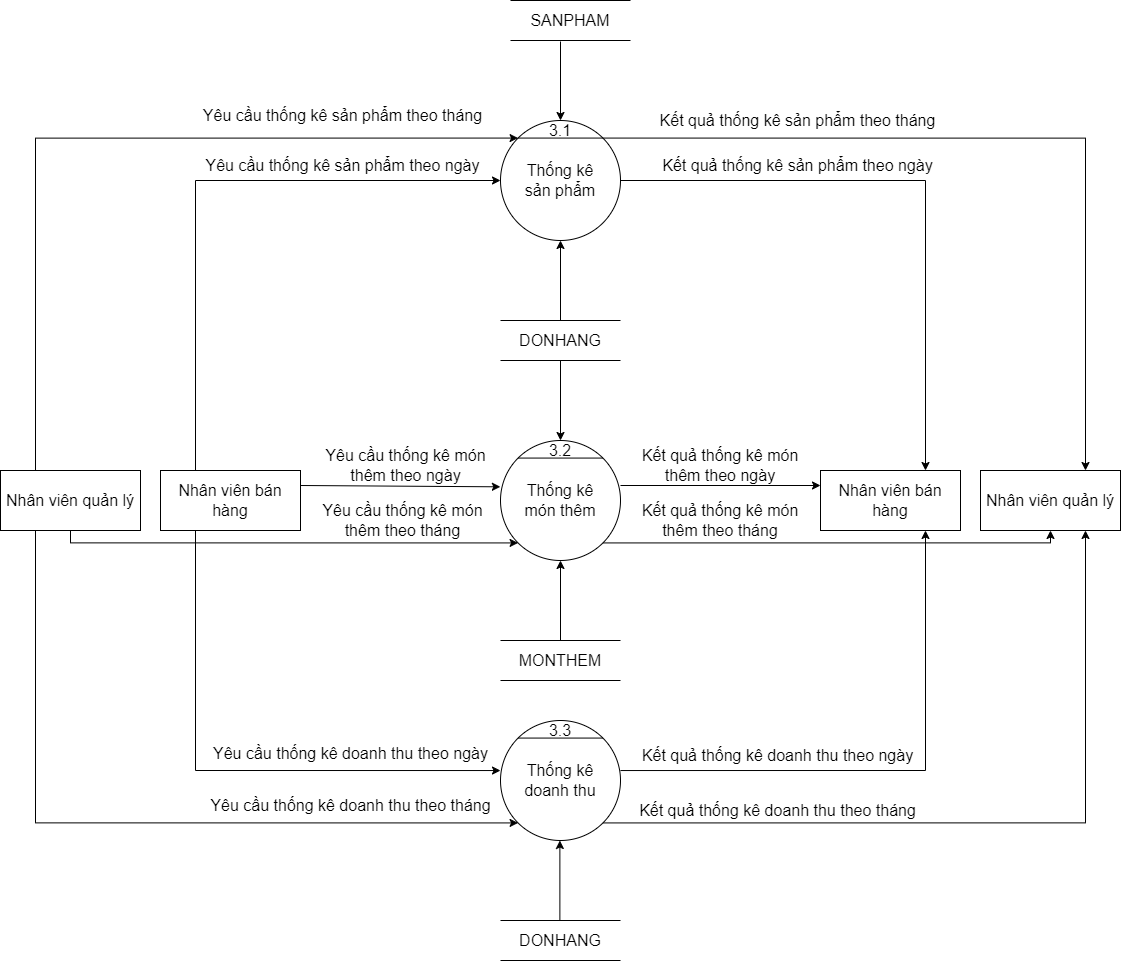 SANPHAM
Yêu cầu thống kê sản phẩm theo tháng
3.1
Kết quả thống kê sản phẩm theo tháng
Yêu cầu thống kê sản phẩm theo ngày
Thống kê
sản phẩm
Kết quả thống kê sản phẩm theo ngày
DONHANG
3.2
Nhân viên quản lý
Nhân viên bán
hàng
Yêu cầu thống kê món
thêm theo ngày
Yêu cầu thống kê món
thêm theo tháng
Thống kê
món thêm
Kết quả thống kê món
thêm theo ngày
Kết quả thống kê món
thêm theo tháng
Nhân viên bán
hàng
Nhân viên quản lý
MONTHEM
3.3
Yêu cầu thống kê doanh thu theo ngày
Thống kê
doanh thu
Kết quả thống kê doanh thu theo ngày
Yêu cầu thống kê doanh thu theo tháng
Kết quả thống kê doanh thu theo tháng
DONHANG